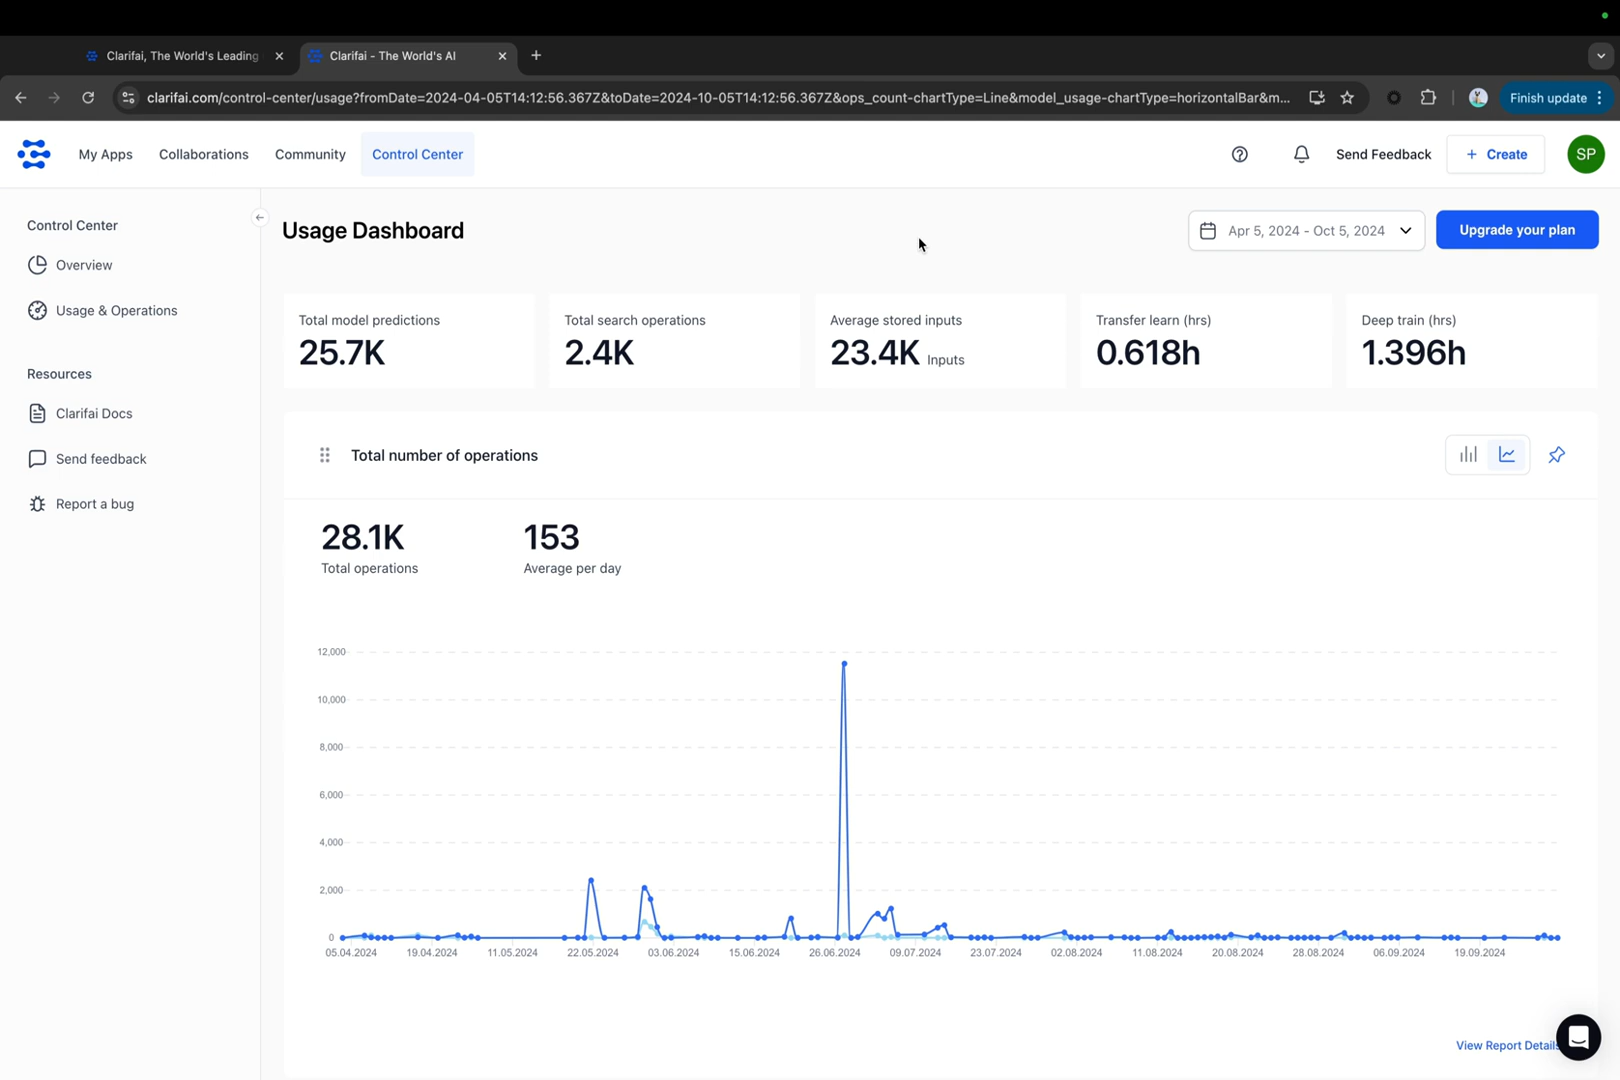 Clarifai, The World's Leading
Clarifai - The World's AI
clarifai.com/control-center/usage?fromDate=2024-04-05T14:12:56.367Z&toDate=2024-10-05T14:12:56.367Z&ops_count-chartType=Line&model_usage-chartType=horizontalBar&m...
Finish update
My Apps
Collaborations
Community
Control Center
Send Feedback
+ Create
SP
Control Center
Overview
Usage & Operations
Resources
Clarifai Docs
Send feedback
Report a bug
Usage Dashboard
Apr 5, 2024 - Oct 5, 2024
Upgrade your plan
Total model predictions
25.7K
Total search operations
2.4K
Average stored inputs
23.4K Inputs
Transfer learn (hrs)
0.618h
Deep train (hrs)
1.396h
Total number of operations
28.1K
Total operations
153
Average per day
12,000
10,000
8,000
6,000
4,000
2,000
0
05.04.2024
19.04.2024
11.05.2024
22.05.2024
03.06.2024
15.06.2024
26.06.2024
09.07.2024
23.07.2024
02.08.2024
11.08.2024
20.08.2024
28.08.2024
06.09.2024
19.09.2024
View Report Details